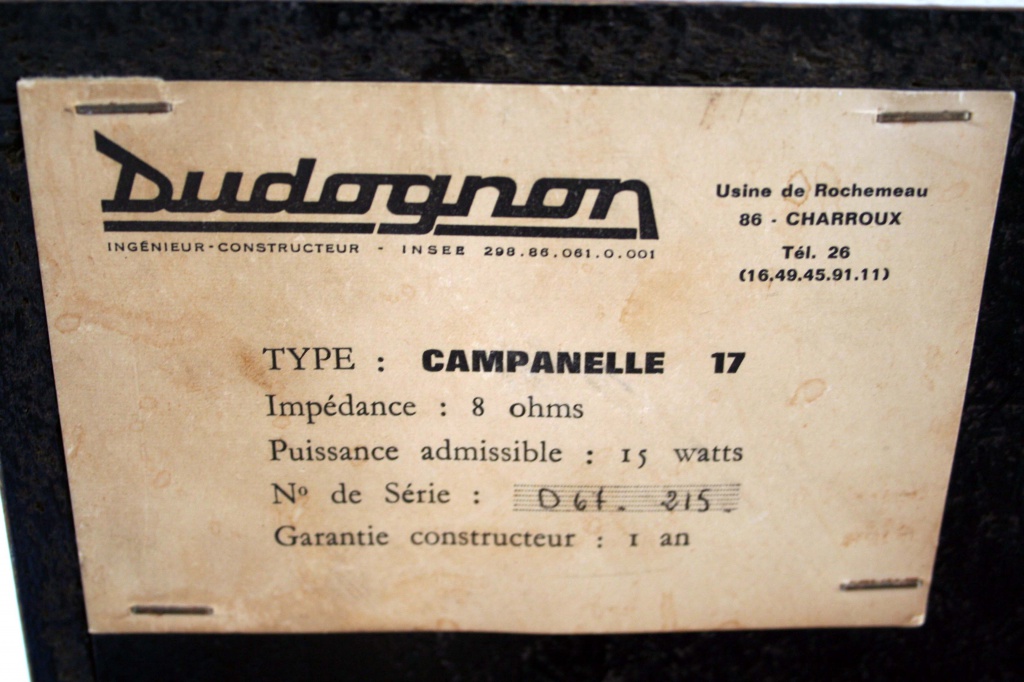 Dudognon
INGÉNIEUR-CONSTRUCTEUR - INSEE 298.86.061.0.001
Usine de Rochemeau
86 - CHARROUX
Tél. 26
(16.49.45.91.11)
TYPE : CAMPANELLE 17
Impédance : 8 ohms
Puissance admissible : 15 watts
Nº de Série : 215.
Garantie constructeur : 1 an